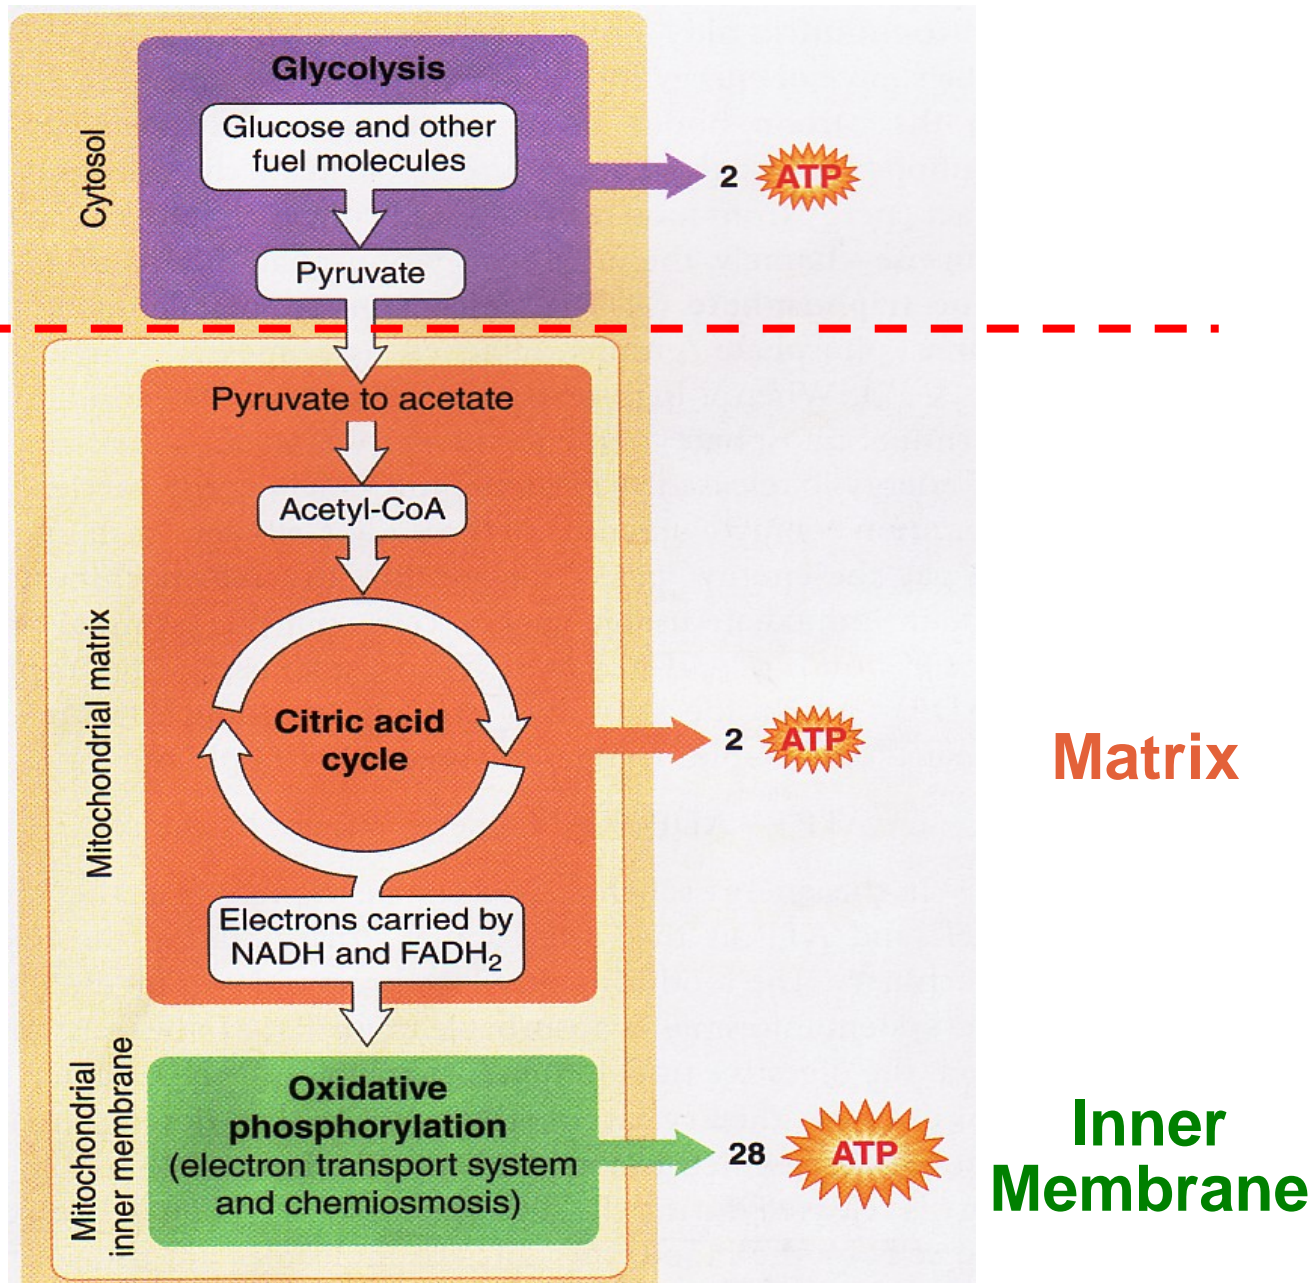 Glycolysis
Cytosol
Glucose and other
fuel molecules
2 ATP
Pyruvate
Pyruvate to acetate
Acetyl-CoA
Mitochondrial matrix
Citric acid
cycle
2 ATP
Matrix
Electrons carried by
NADH and FADH₂
Mitochondrial
inner membrane
Oxidative
phosphorylation
(electron transport system
and chemiosmosis)
28 ATP
Inner
Membrane